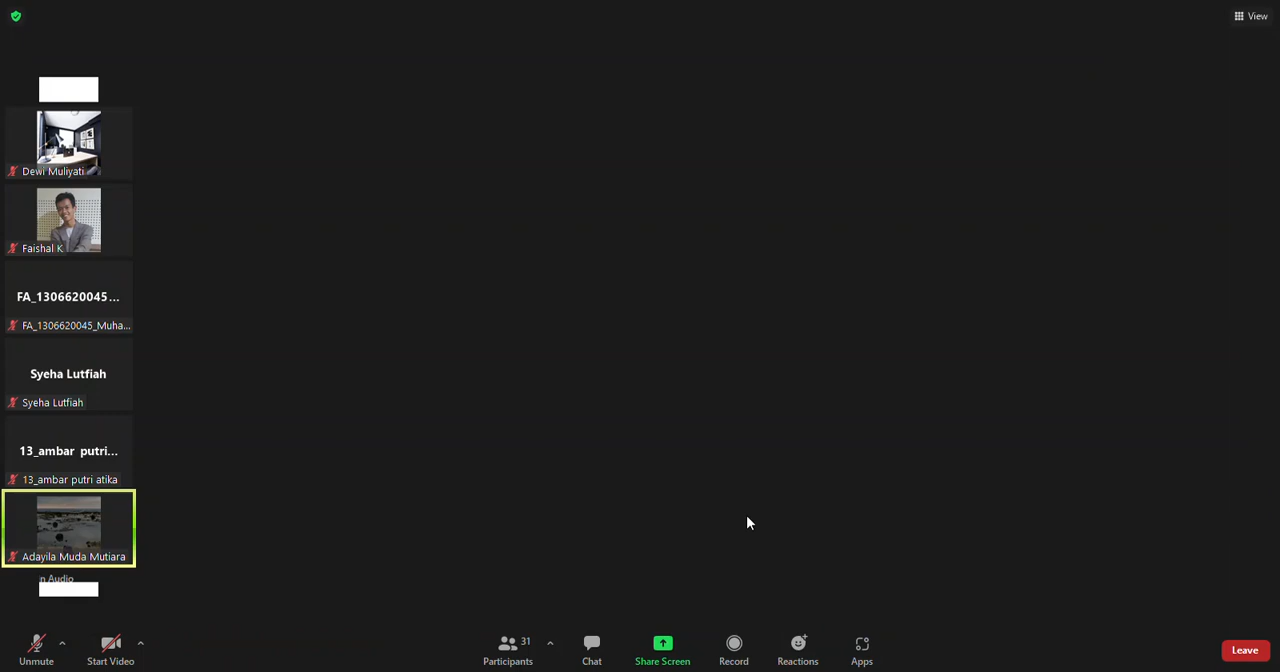 View
Dewi Muliyati
Faishal K
FA_1306620045...
FA_1306620045_Muha...
Syeha Lutfiah
Syeha Lutfiah
13_ambar putri...
13_ambar putri atika
Adayila Muda Mutiara
n Audio
Unmute
Start Video
Participants
31
Chat
Share Screen
Record
Reactions
Apps
Leave